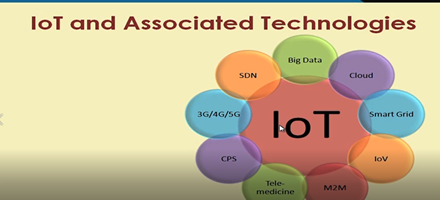 IoT and Associated Technologies
Big Data
SDN
Cloud
3G/4G/5G
IoT
Smart Grid
CPS
IoV
Tele-
medicine
M2M